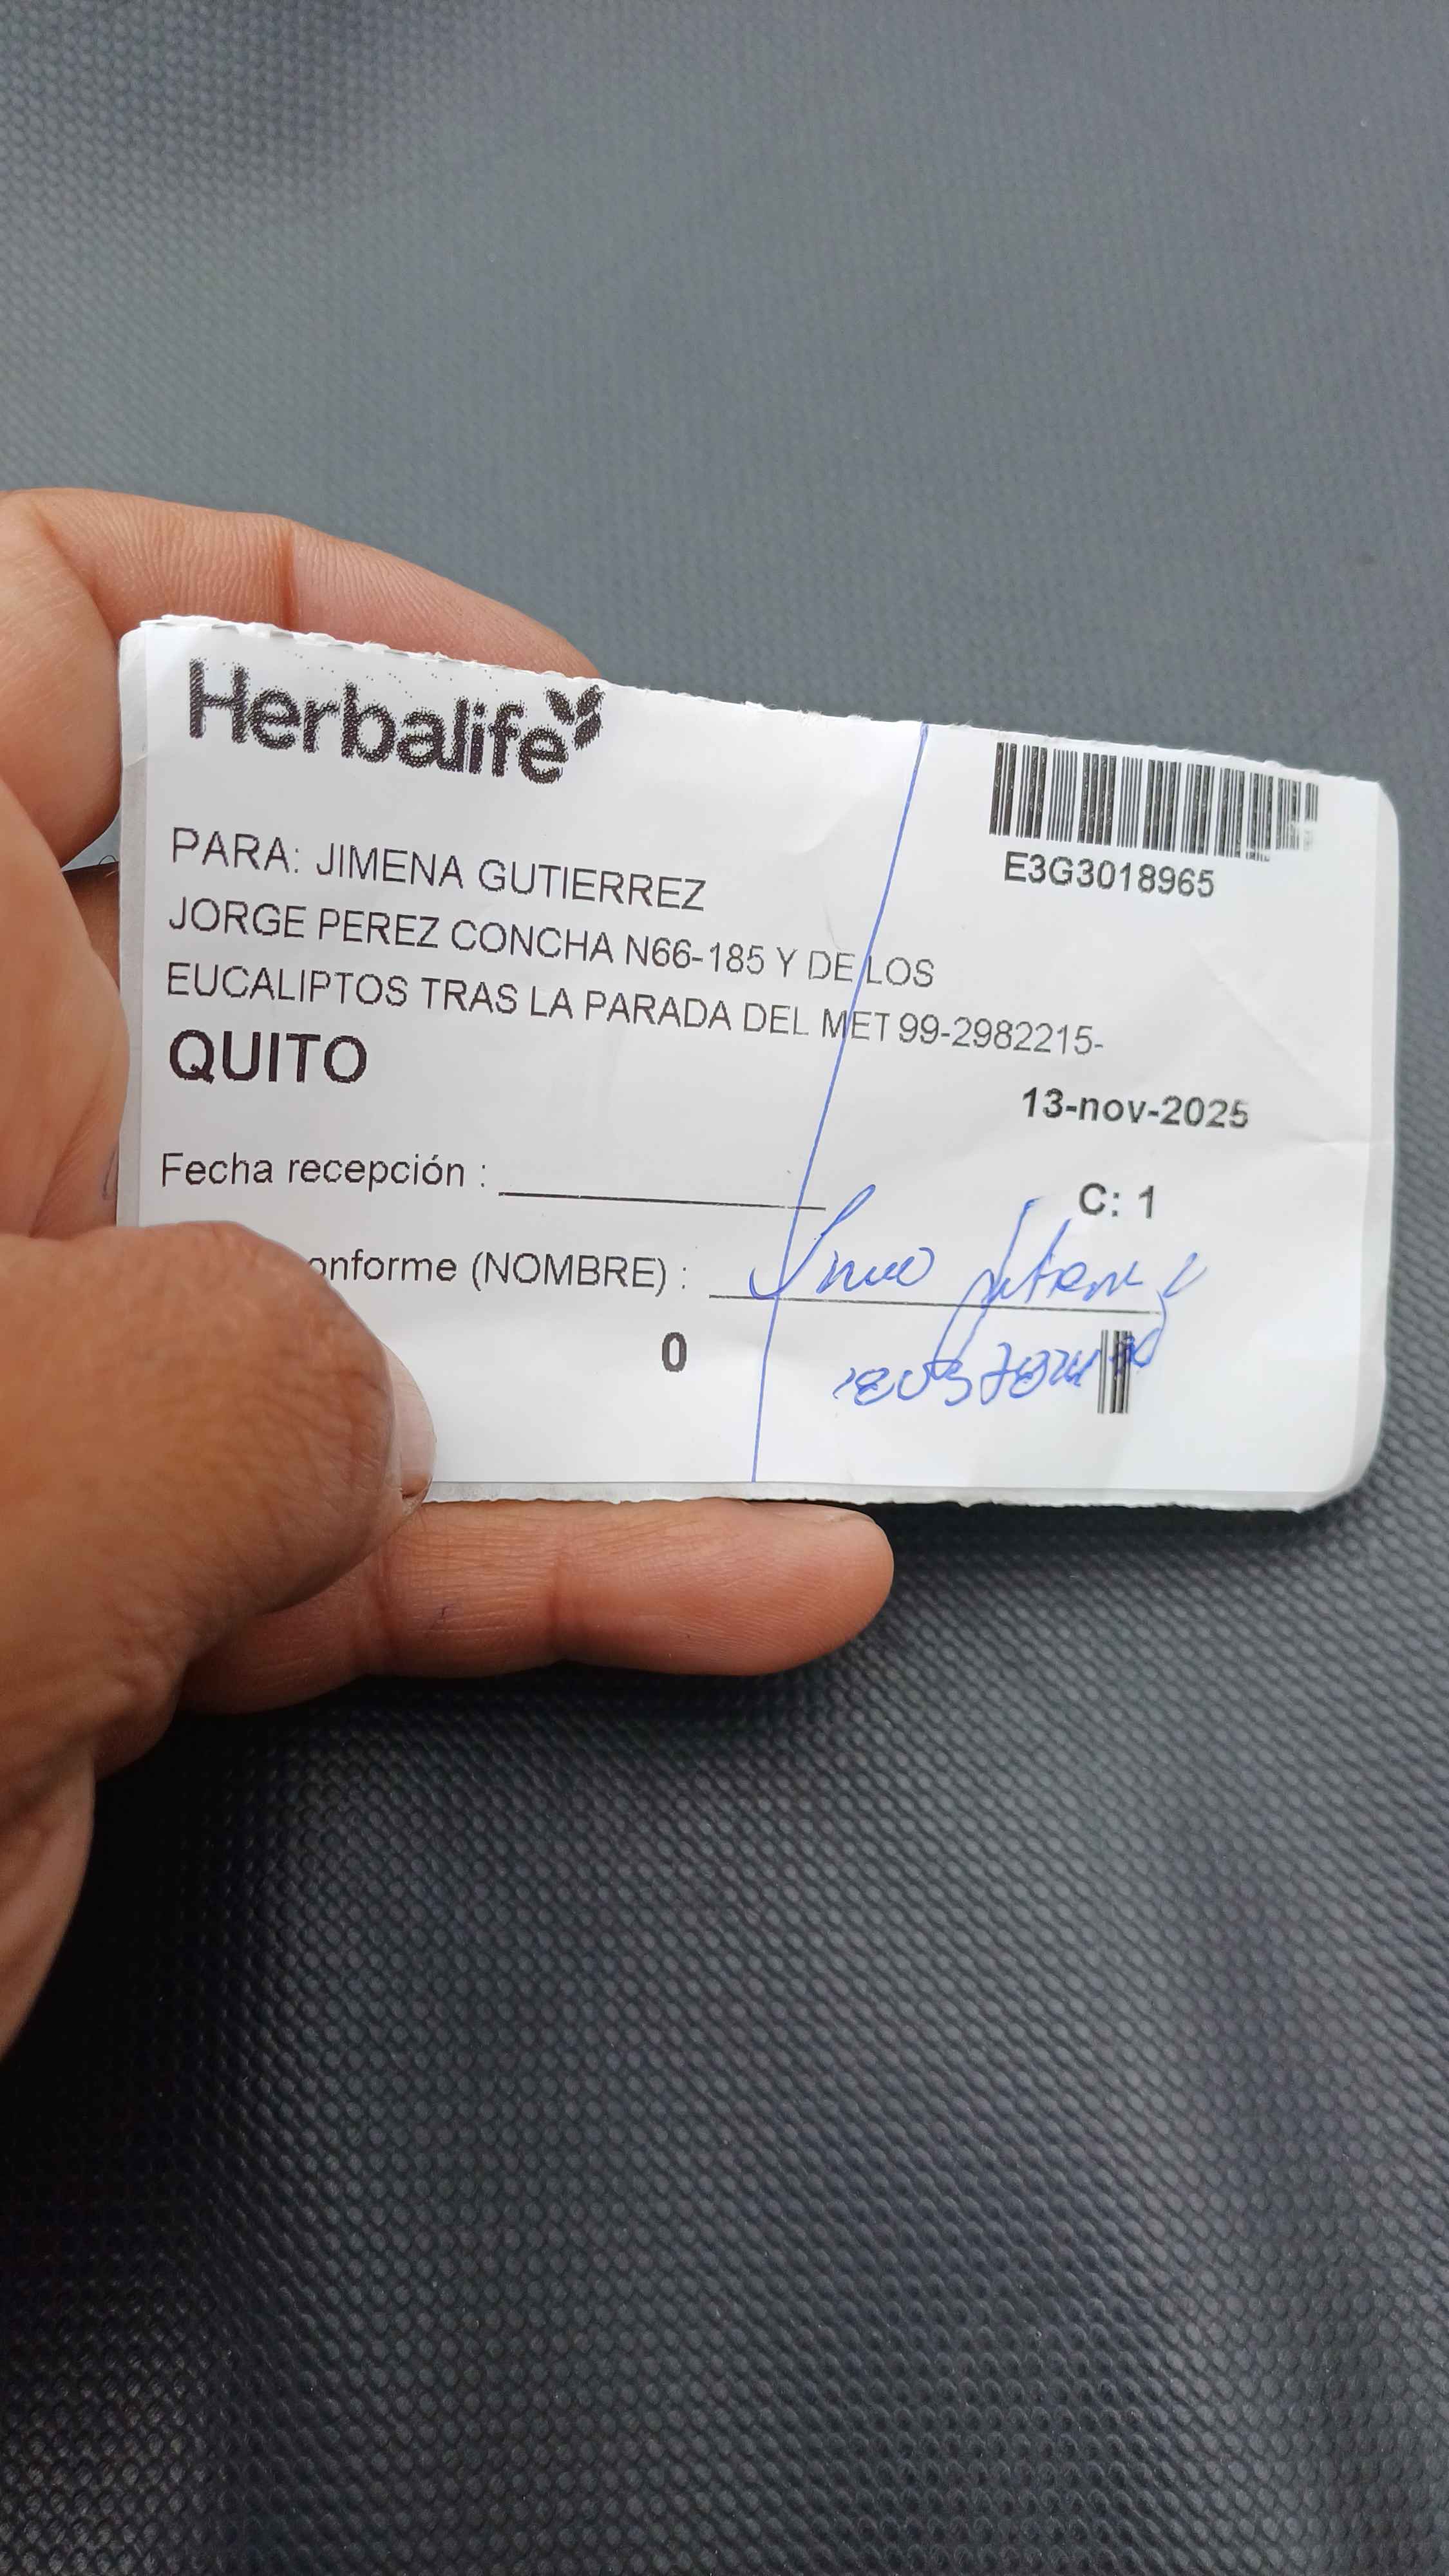 Herbalife
E3G3018965
PARA: JIMENA GUTIERREZ
JORGE PEREZ CONCHA N66-185 Y DE LOS
EUCALIPTOS TRAS LA PARADA DEL MET 99-2982215-
QUITO
13-nov-2025
Fecha recepción :
C: 1
onforme (NOMBRE) :
0